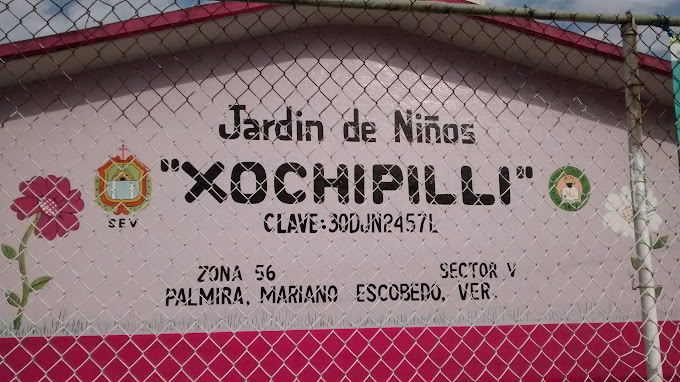 Jardin de Niños
"XOCHIPILLI"
SEV
CLAVE:30DJN2457L
ZONA 56 SECTOR V
PALMIRA, MARIANO ESCOBEDO, VER.